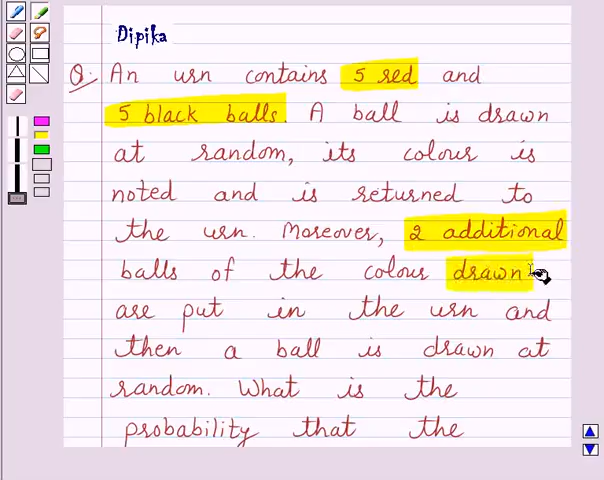 Dipika
Q. An urn contains 5 red and
5 black balls. A ball is drawn
at random, its colour is
noted and is returned to
the urn. Moreover, 2 additional
balls of the colour drawn
are put in the urn and
then a ball is drawn at
random. What is the
probability that the